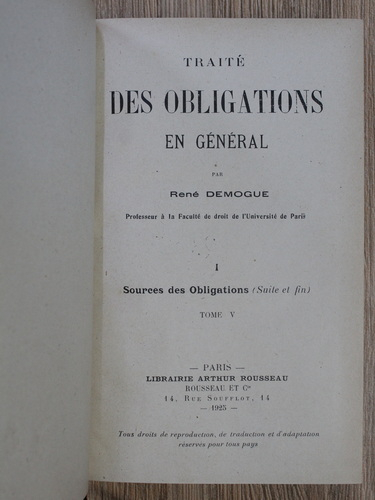 TRAITÉ
DES OBLIGATIONS
EN GÉNÉRAL
PAR
René DEMOGUE
Professeur à la Faculté de droit de l'Université de Paris
I
Sources des Obligations (Suite et fin)
TOME V
— PARIS —
LIBRAIRIE ARTHUR ROUSSEAU
ROUSSEAU ET Cie
14, RUE SOUFFLOT, 14
— 1925 —
Tous droits de reproduction, de traduction et d'adaptation
réservés pour tous pays